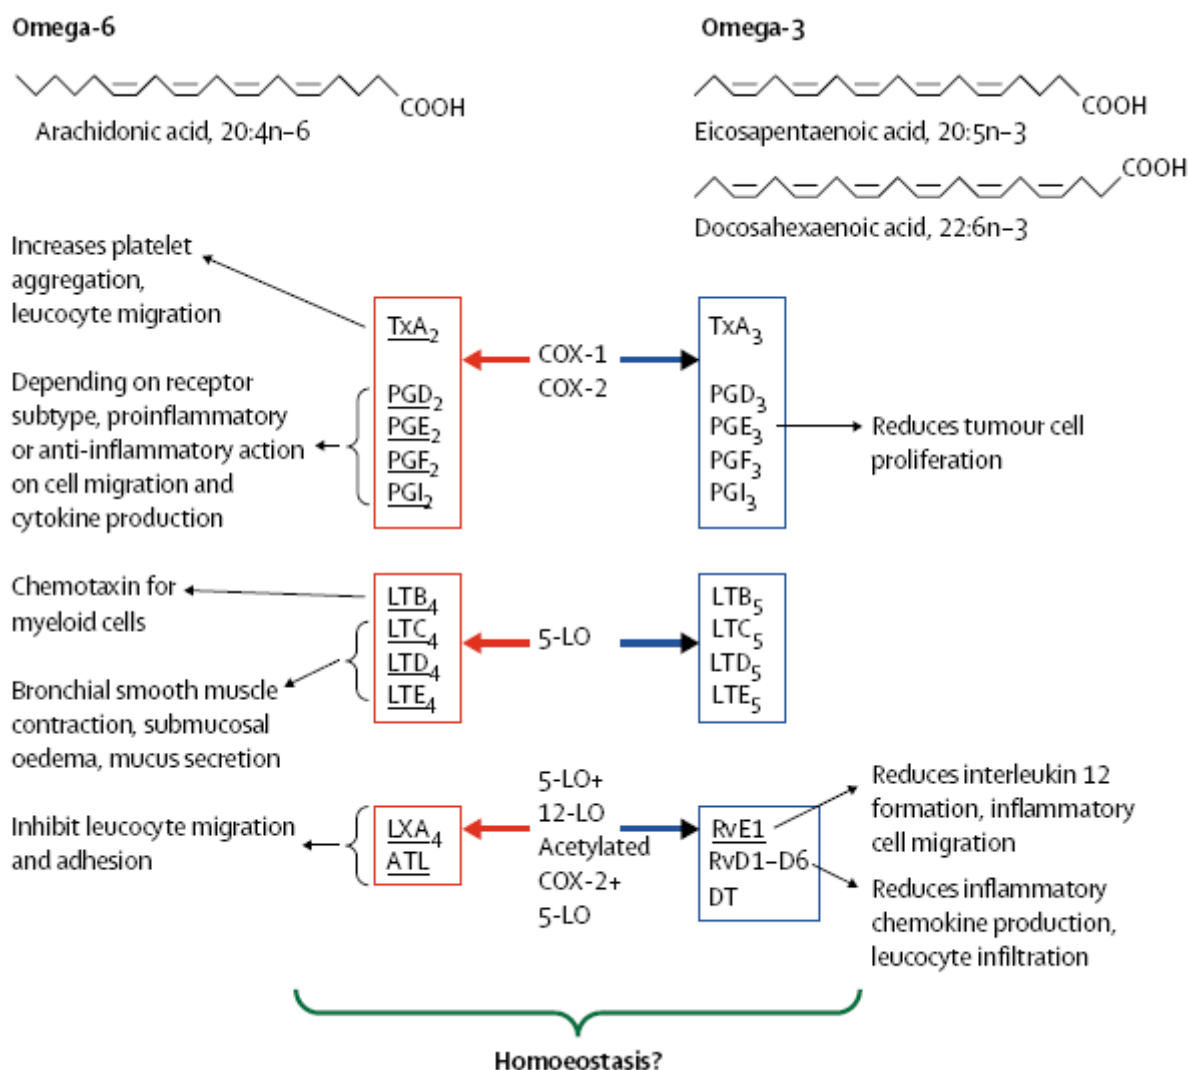 Omega-6
Omega-3
COOH
Arachidonic acid, 20:4n–6
COOH
Eicosapentaenoic acid, 20:5n–3
COOH
Docosahexaenoic acid, 22:6n–3
Increases platelet
aggregation,
leucocyte migration
Depending on receptor
subtype, proinflammatory
or anti-inflammatory action
on cell migration and
cytokine production
TxA2
PGD2
PGE2
PGF2
PGI2
COX-1
COX-2
TxA3
PGD3
PGE3
PGF3
PGI3
Reduces tumour cell
proliferation
Chemotaxin for
myeloid cells
Bronchial smooth muscle
contraction, submucosal
oedema, mucus secretion
LTB4
LTC4
LTD4
LTE4
5-LO
LTB5
LTC5
LTD5
LTE5
Inhibit leucocyte migration
and adhesion
LXA4
ATL
5-LO+
12-LO
Acetylated
COX-2+
5-LO
RvE1
RvD1–D6
DT
Reduces interleukin 12
formation, inflammatory
cell migration
Reduces inflammatory
chemokine production,
leucocyte infiltration
Homoeostasis?